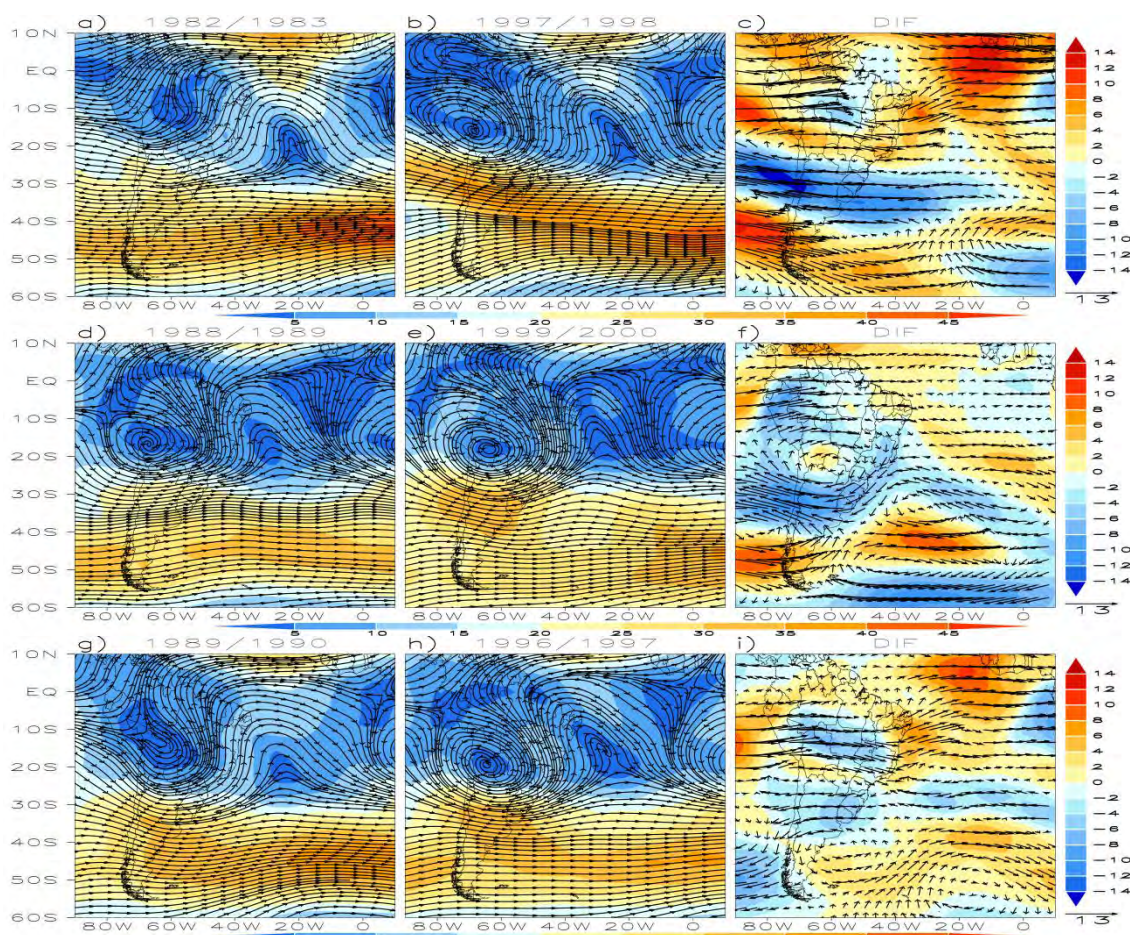 a) 1982/1983 b) 1997/1998 c) DIF
10N
EQ
10S
20S
30S
40S
50S
60S
14
12
10
8
6
4
2
0
-2
-4
-6
-8
-10
-12
-14
80W 60W 40W 20W 0 80W 60W 40W 20W 0 80W 60W 40W 20W 0 13
5 10 15 20 25 30 35 40 45
d) 1988/1989 e) 1999/2000 f) DIF
10N
EQ
10S
20S
30S
40S
50S
60S
14
12
10
8
6
4
2
0
-2
-4
-6
-8
-10
-12
-14
80W 60W 40W 20W 0 80W 60W 40W 20W 0 80W 60W 40W 20W 0 13
5 10 15 20 25 30 35 40 45
g) 1989/1990 h) 1996/1997 i) DIF
10N
EQ
10S
20S
30S
40S
50S
60S
14
12
10
8
6
4
2
0
-2
-4
-6
-8
-10
-12
-14
80W 60W 40W 20W 0 80W 60W 40W 20W 0 80W 60W 40W 20W 0 13